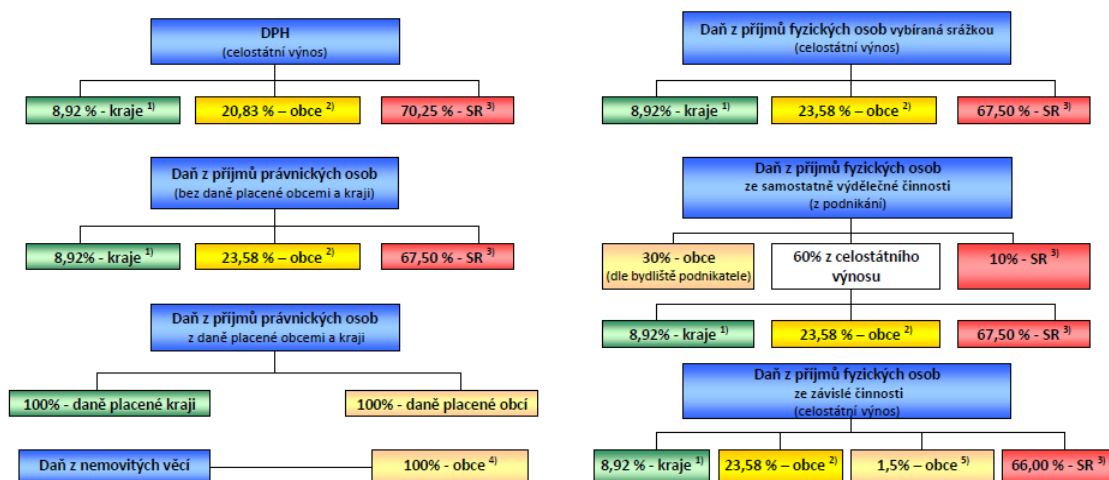 DPH
(celostátní výnos)
8,92 % - kraje 1)
20,83 % – obce 2)
70,25 % - SR 3)
Daň z příjmů právnických osob
(bez daně placené obcemi a kraji)
8,92% - kraje 1)
23,58 % – obce 2)
67,50 % - SR 3)
Daň z příjmů právnických osob
z daně placené obcemi a kraji
100% - daně placené kraji
100% - daně placené obcí
Daň z nemovitých věcí
100% - obce 4)
Daň z příjmů fyzických osob vybíraná srážkou
(celostátní výnos)
8,92% - kraje 1)
23,58 % – obce 2)
67,50 % - SR 3)
Daň z příjmů fyzických osob
ze samostatně výdělečné činnosti
(z podnikání)
30% - obce
(dle bydliště podnikatele)
60% z celostátního
výnosu
10% - SR 3)
8,92% - kraje 1)
23,58 % – obce 2)
67,50 % - SR 3)
Daň z příjmů fyzických osob
ze závislé činnosti
(celostátní výnos)
8,92 % - kraje 1)
23,58 % – obce 2)
1,5% – obce 5)
66,00 % - SR 3)